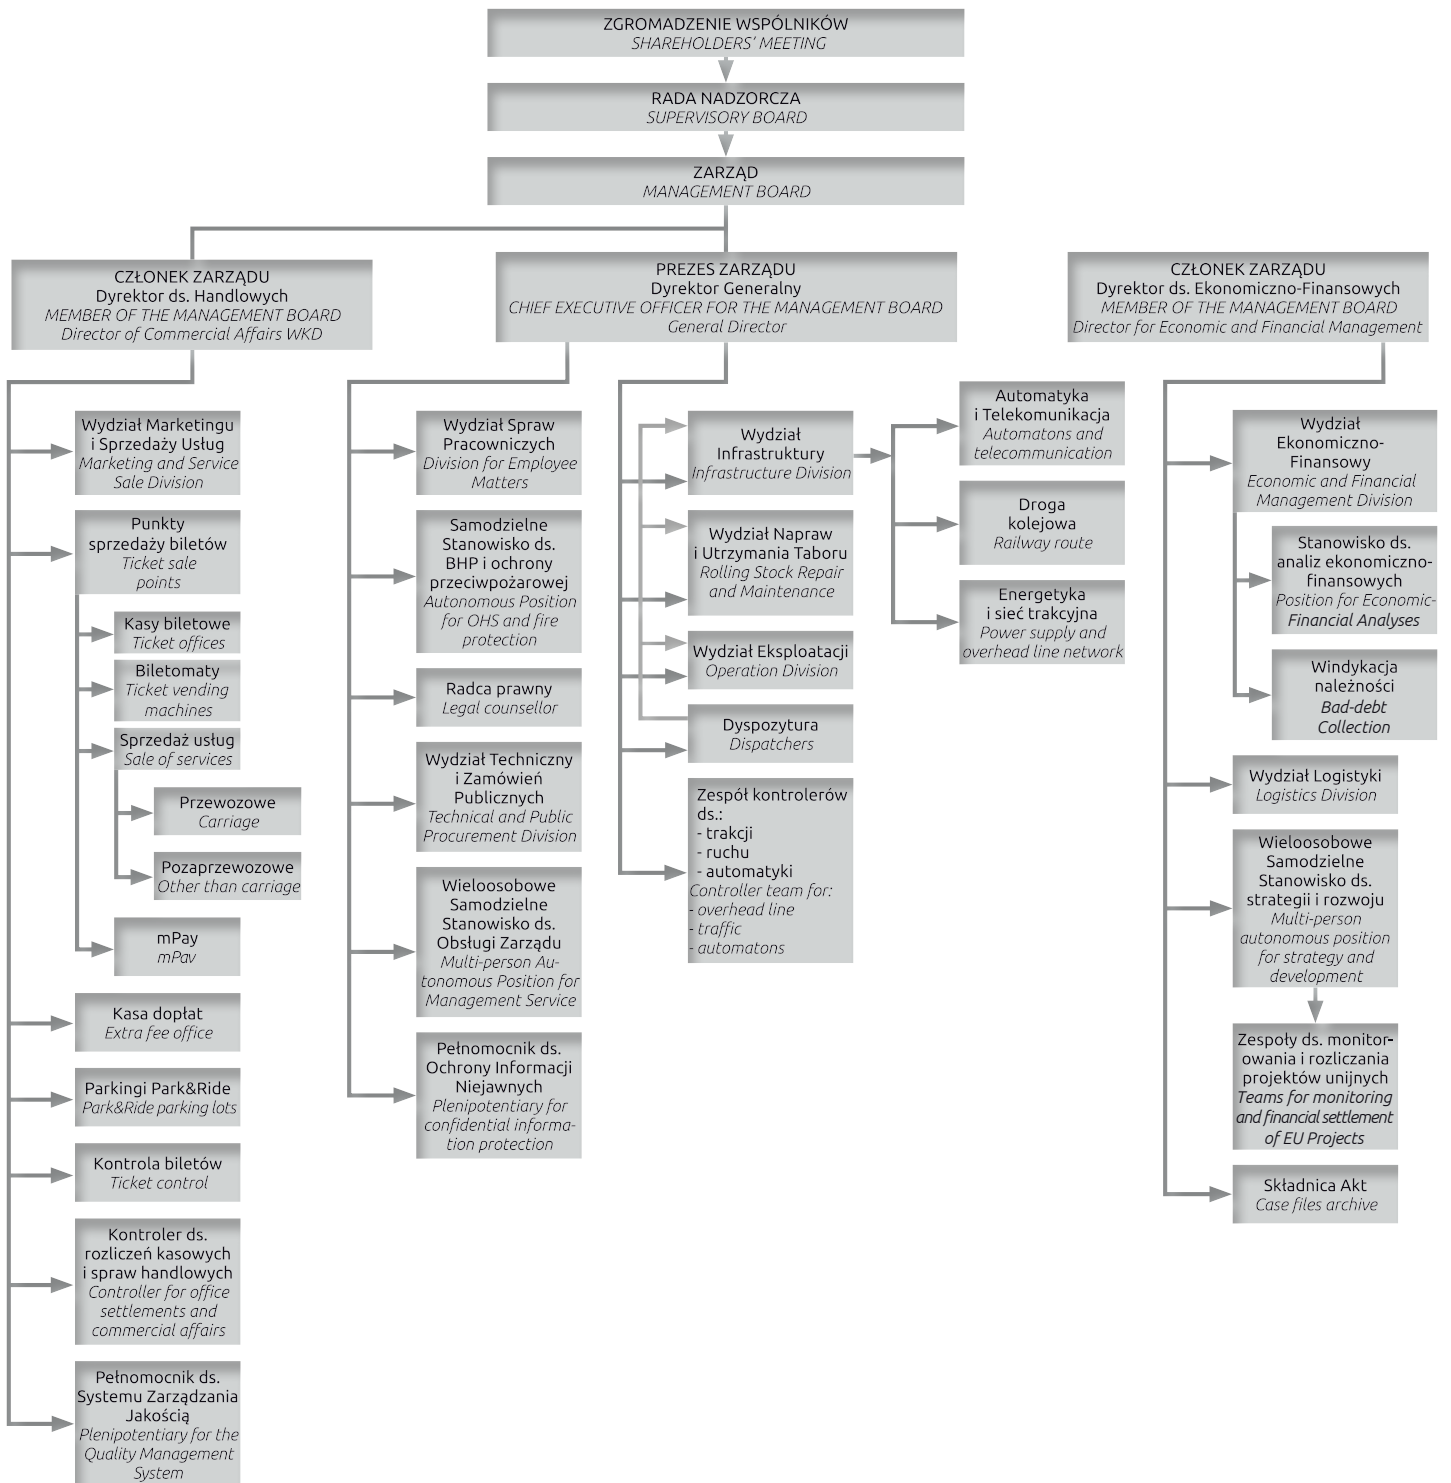 ZGROMADZENIE WSPÓLNIKÓW
SHAREHOLDERS' MEETING
RADA NADZORCZA
SUPERVISORY BOARD
ZARZĄD
MANAGEMENT BOARD
CZŁONEK ZARZĄDU
Dyrektor ds. Handlowych
MEMBER OF THE MANAGEMENT BOARD
Director of Commercial Affairs WKD
PREZES ZARZĄDU
Dyrektor Generalny
CHIEF EXECUTIVE OFFICER FOR THE MANAGEMENT BOARD
General Director
CZŁONEK ZARZĄDU
Dyrektor ds. Ekonomiczno-Finansowych
MEMBER OF THE MANAGEMENT BOARD
Director for Economic and Financial Management
Wydział Marketingu
i Sprzedaży Usług
Marketing and Service
Sale Division
Punkty
sprzedaży biletów
Ticket sale
points
Kasy biletowe
Ticket offices
Biletomaty
Ticket vending
machines
Sprzedaż usług
Sale of services
Przewozowe
Carriage
Pozaprzewozowe
Other than carriage
mPay
mPav
Kasa dopłat
Extra fee office
Parkingi Park&Ride
Park&Ride parking lots
Kontrola biletów
Ticket control
Kontroler ds.
rozliczeń kasowych
i spraw handlowych
Controller for office
settlements and
commercial affairs
Pełnomocnik ds.
Systemu Zarządzania
Jakością
Plenipotentiary for the
Quality Management
System
Wydział Spraw
Pracowniczych
Division for Employee
Matters
Samodzielne
Stanowisko ds.
BHP i ochrony
przeciwpożarowej
Autonomous Position
for OHS and fire
protection
Radca prawny
Legal counsellor
Wydział Techniczny
i Zamówień
Publicznych
Technical and Public
Procurement Division
Wieloosobowe
Samodzielne
Stanowisko ds.
Obsługi Zarządu
Multi-person Au-
tonomous Position for
Management Service
Pełnomocnik ds.
Ochrony Informacji
Niejawnych
Plenipotentiary for
confidential informa-
tion protection
Wydział
Infrastruktury
Infrastructure Division
Wydział Napraw
i Utrzymania Taboru
Rolling Stock Repair
and Maintenance
Wydział Eksploatacji
Operation Division
Dyspozytura
Dispatchers
Zespół kontrolerów
ds.:
- trakcji
- ruchu
- automatyki
Controller team for:
- overhead line
- traffic
- automatons
Automatyka
i Telekomunikacja
Automatons and
telecommunication
Droga
kolejowa
Railway route
Energetyka
i sieć trakcyjna
Power supply and
overhead line network
Wydział
Ekonomiczno-
Finansowy
Economic and Financial
Management Division
Stanowisko ds.
analiz ekonomiczno-
finansowych
Position for Economic-
Financial Analyses
Windykacja
należności
Bad-debt
Collection
Wydział Logistyki
Logistics Division
Wieloosobowe
Samodzielne
Stanowisko ds.
strategii i rozwoju
Multi-person
autonomous position
for strategy and
development
Zespoły ds. monitor-
owania i rozliczania
projektów unijnych
Teams for monitoring
and financial settlement
of EU Projects
Składnica Akt
Case files archive